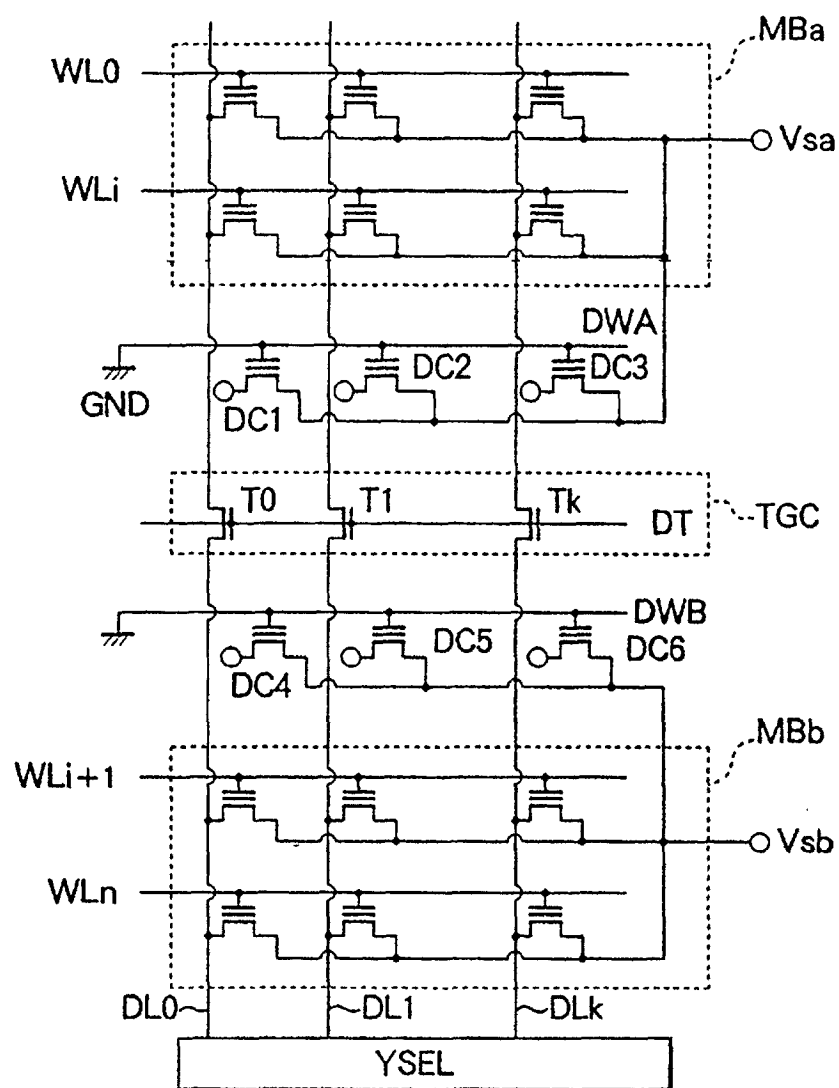 MBa
WL0
Vsa
WLi
DWA
DC2
DC3
GND
DC1
T0
T1
Tk
DT
TGC
DWB
DC5
DC6
DC4
MBb
WLi+1
Vsb
WLn
DL0
DL1
DLk
YSEL